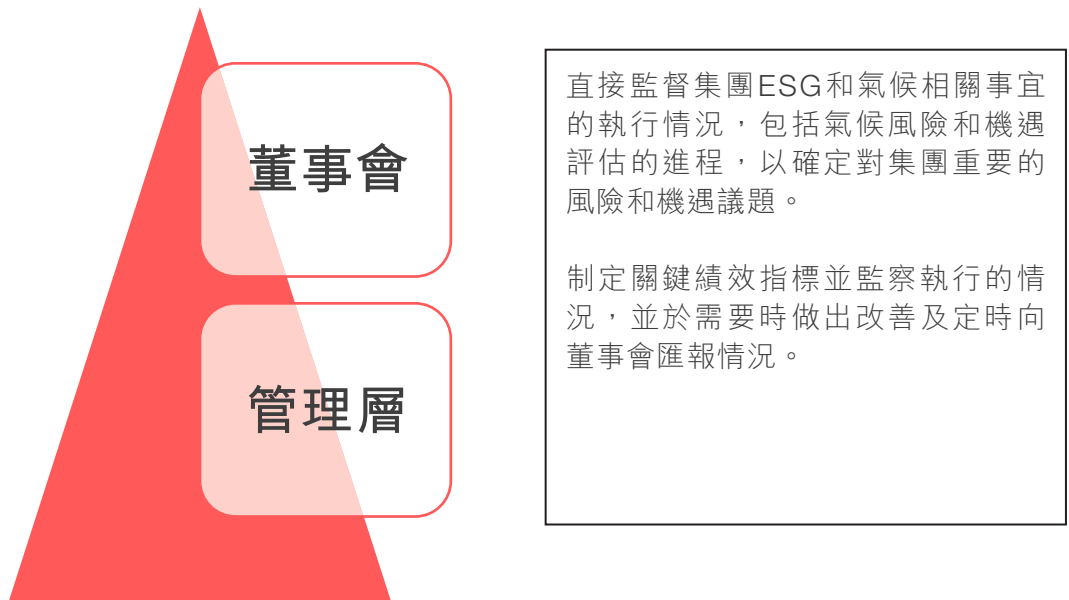 董事會
管理層
直接監督集團ESG和氣候相關事宜
的執行情況，包括氣候風險和機遇
評估的進程，以確定對集團重要的
風險和機遇議題。
制定關鍵績效指標並監察執行的情
況，並於需要時做出改善及定時向
董事會匯報情況。